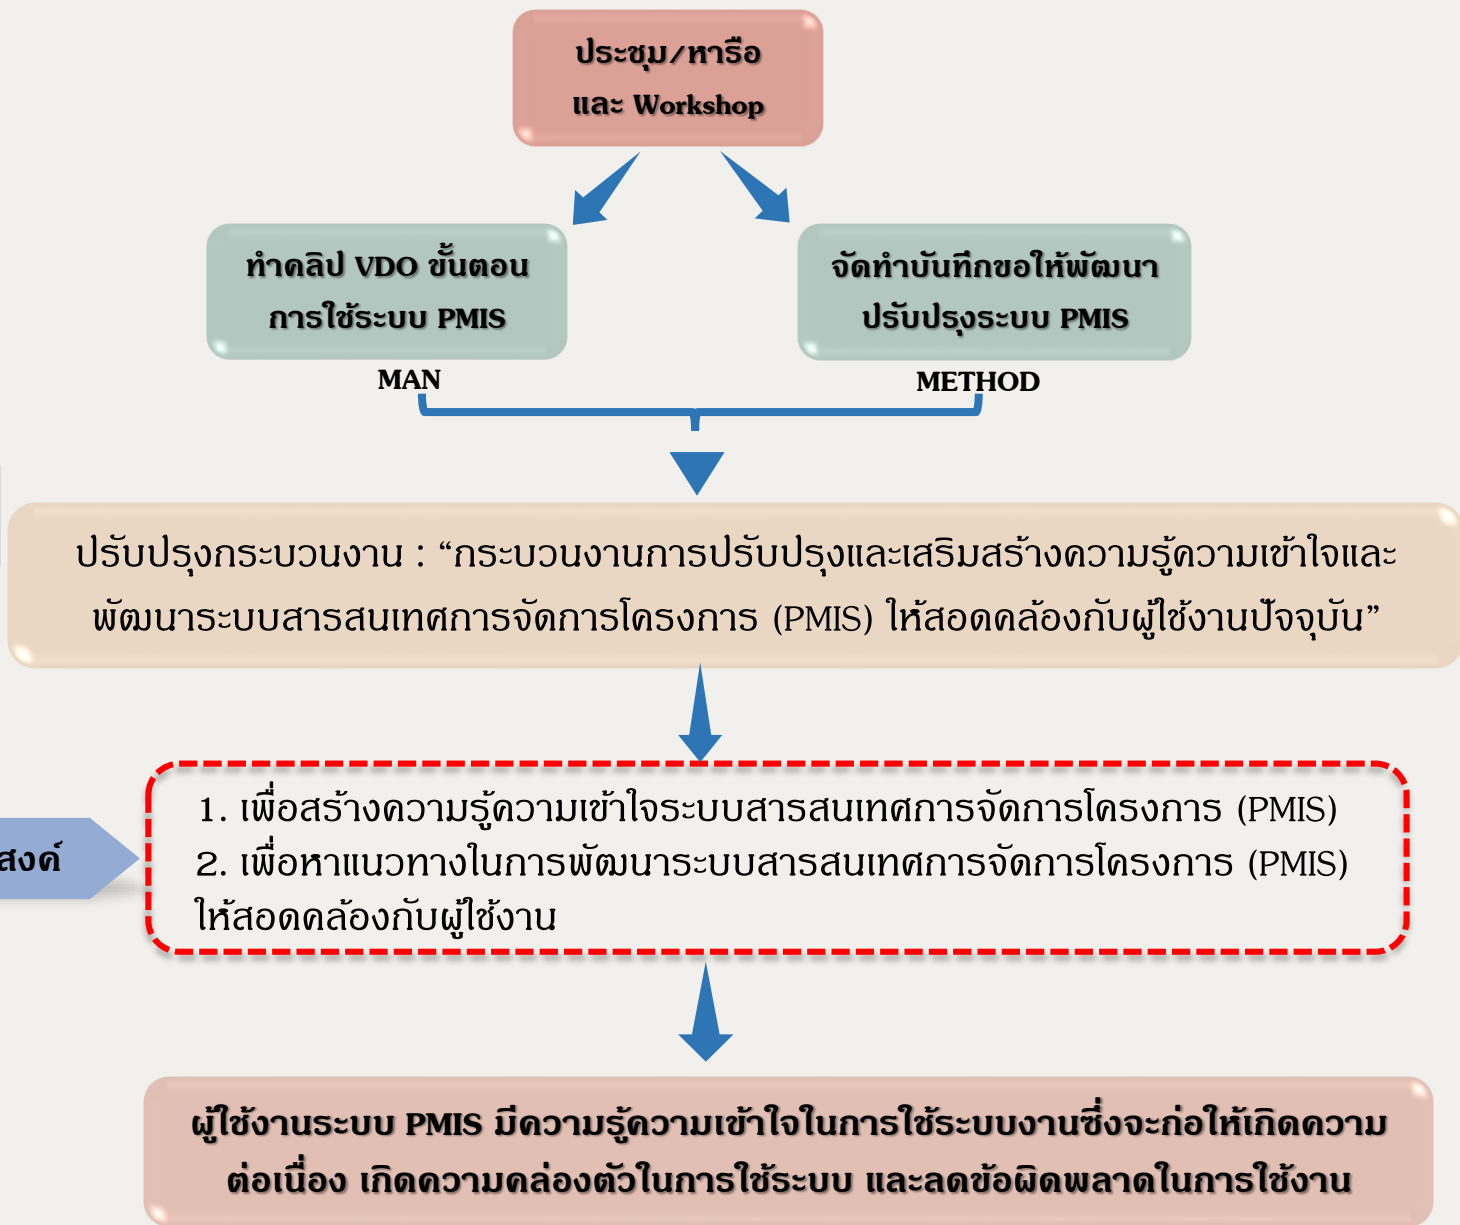 ประชุม/หารือ
และ Workshop
ทำคลิป VDO ขั้นตอน
การใช้ระบบ PMIS
จัดทำบันทึกขอให้พัฒนา
ปรับปรุงระบบ PMIS
MAN
METHOD
ปรับปรุงกระบวนงาน : “กระบวนงานการปรับปรุงและเสริมสร้างความรู้ความเข้าใจและ
พัฒนาระบบสารสนเทศการจัดการโครงการ (PMIS) ให้สอดคล้องกับผู้ใช้งานปัจจุบัน”
1. เพื่อสร้างความรู้ความเข้าใจระบบสารสนเทศการจัดการโครงการ (PMIS)
สงค์
2. เพื่อหาแนวทางในการพัฒนาระบบสารสนเทศการจัดการโครงการ (PMIS)
ให้สอดคล้องกับผู้ใช้งาน
ผู้ใช้งานระบบ PMIS มีความรู้ความเข้าใจในการใช้ระบบงานซึ่งจะก่อให้เกิดความ
ต่อเนื่อง เกิดความคล่องตัวในการใช้ระบบ และลดข้อผิดพลาดในการใช้งาน